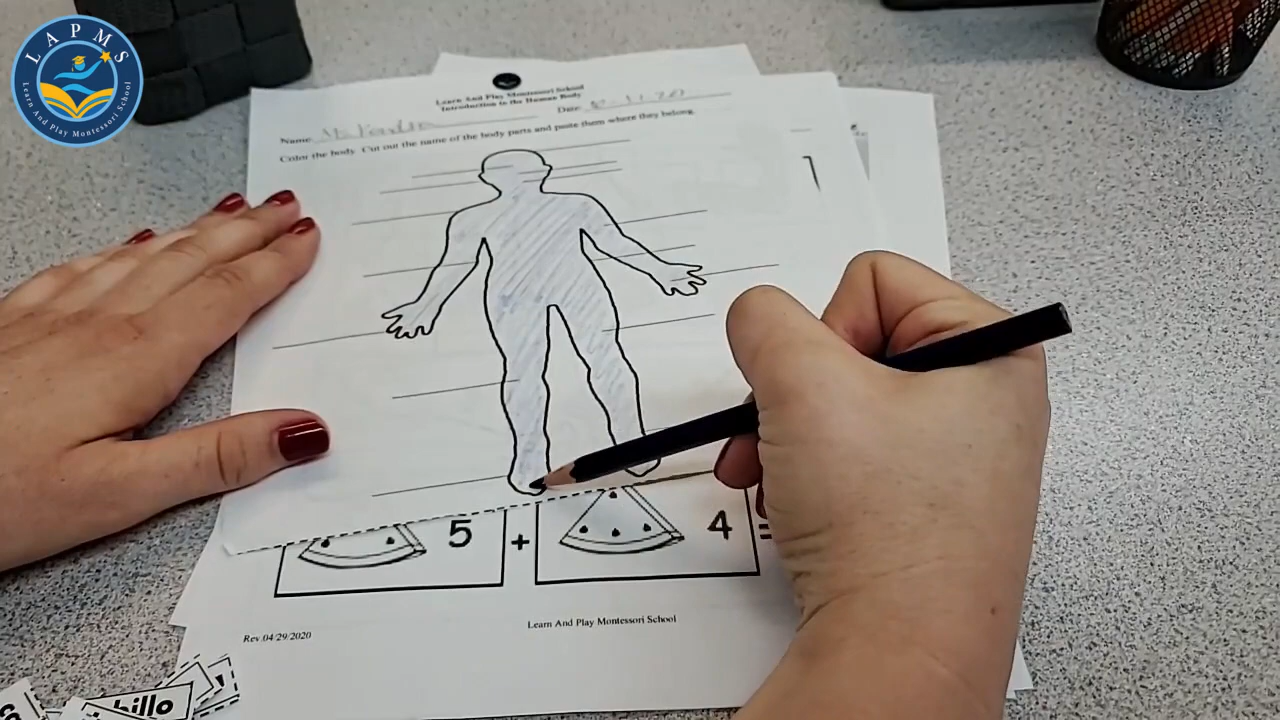 LAPMS
Learn And Play Montessori School
Learn And Play Montessori School
Introduction to the Human Body
Name:
Date:
Color the body. Cut out the name of the body parts and paste them where they belong.
5 + 4 =
Learn And Play Montessori School
Rev.04/29/2020